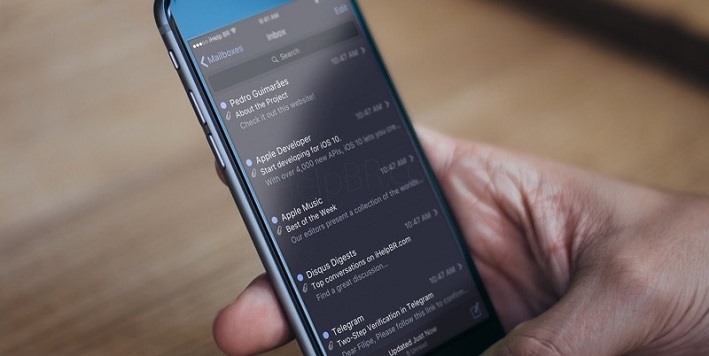 iHelp BR 9:41 AM
Mailboxes Inbox Edit
Search
Pedro Guimarães 10:47 AM
About the Project
Check it out this website!
Apple Developer 10:47 AM
Start developing for iOS 10.
With over 4,000 new APIs, iOS 10 lets you cre...
Apple Music 10:47 AM
Best of the Week
Our editors present a collection of the worlds...
Disqus Digests 10:47 AM
Top conversations on iHelpBR.com
Find a great discussion...
Telegram 10:47 AM
Two-Step Verification in Telegram
Dear Filipe, Please follow this link to confirm...
Updated Just Now